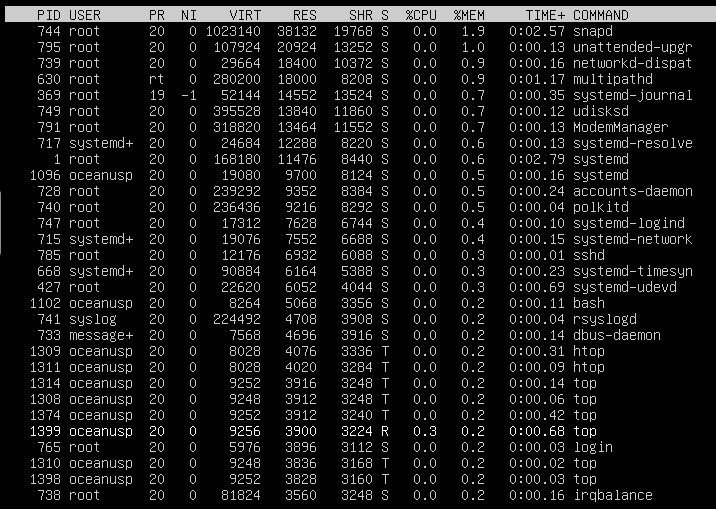 PID USER PR NI VIRT RES SHR S %CPU %MEM TIME+ COMMAND
744 root 20 0 1023140 38132 19768 S 0.0 1.9 0:02.57 snapd
795 root 20 0 107924 20924 13252 S 0.0 1.0 0:00.13 unattended-upgr
739 root 20 0 29664 18400 10372 S 0.0 0.9 0:00.16 networkd-dispat
630 root rt 0 280200 18000 8208 S 0.0 0.9 0:01.17 multipathd
369 root 19 -1 52144 14552 13524 S 0.0 0.7 0:00.35 systemd-journal
749 root 20 0 395528 13840 11860 S 0.0 0.7 0:00.12 udisksd
791 root 20 0 318820 13464 11552 S 0.0 0.7 0:00.13 ModemManager
717 systemd+ 20 0 24684 12288 8220 S 0.0 0.6 0:00.13 systemd-resolve
1 root 20 0 168180 11476 8440 S 0.0 0.6 0:02.79 systemd
1096 oceanusp 20 0 19080 9700 8124 S 0.0 0.5 0:00.16 systemd
728 root 20 0 239292 9352 8384 S 0.0 0.5 0:00.24 accounts-daemon
740 root 20 0 236436 9216 8292 S 0.0 0.5 0:00.04 polkitd
747 root 20 0 17312 7628 6744 S 0.0 0.4 0:00.10 systemd-logind
715 systemd+ 20 0 19076 7552 6688 S 0.0 0.4 0:00.15 systemd-network
785 root 20 0 12176 6932 6088 S 0.0 0.3 0:00.01 sshd
668 systemd+ 20 0 90884 6164 5388 S 0.0 0.3 0:00.23 systemd-timesyn
427 root 20 0 22620 6052 4044 S 0.0 0.3 0:00.69 systemd-udevd
1102 oceanusp 20 0 8264 5068 3356 S 0.0 0.2 0:00.11 bash
741 syslog 20 0 224492 4708 3908 S 0.0 0.2 0:00.04 rsyslogd
733 message+ 20 0 7568 4696 3916 S 0.0 0.2 0:00.14 dbus-daemon
1309 oceanusp 20 0 8028 4076 3336 T 0.0 0.2 0:00.31 htop
1311 oceanusp 20 0 8028 4020 3284 T 0.0 0.2 0:00.09 htop
1314 oceanusp 20 0 9252 3916 3248 T 0.0 0.2 0:00.14 top
1308 oceanusp 20 0 9248 3912 3248 T 0.0 0.2 0:00.06 top
1374 oceanusp 20 0 9252 3912 3240 T 0.0 0.2 0:00.42 top
1399 oceanusp 20 0 9256 3900 3224 R 0.3 0.2 0:00.68 top
765 root 20 0 5976 3896 3112 S 0.0 0.2 0:00.03 login
1310 oceanusp 20 0 9248 3836 3168 T 0.0 0.2 0:00.02 top
1398 oceanusp 20 0 9252 3828 3160 T 0.0 0.2 0:00.03 top
738 root 20 0 81824 3560 3248 S 0.0 0.2 0:00.16 irqbalance